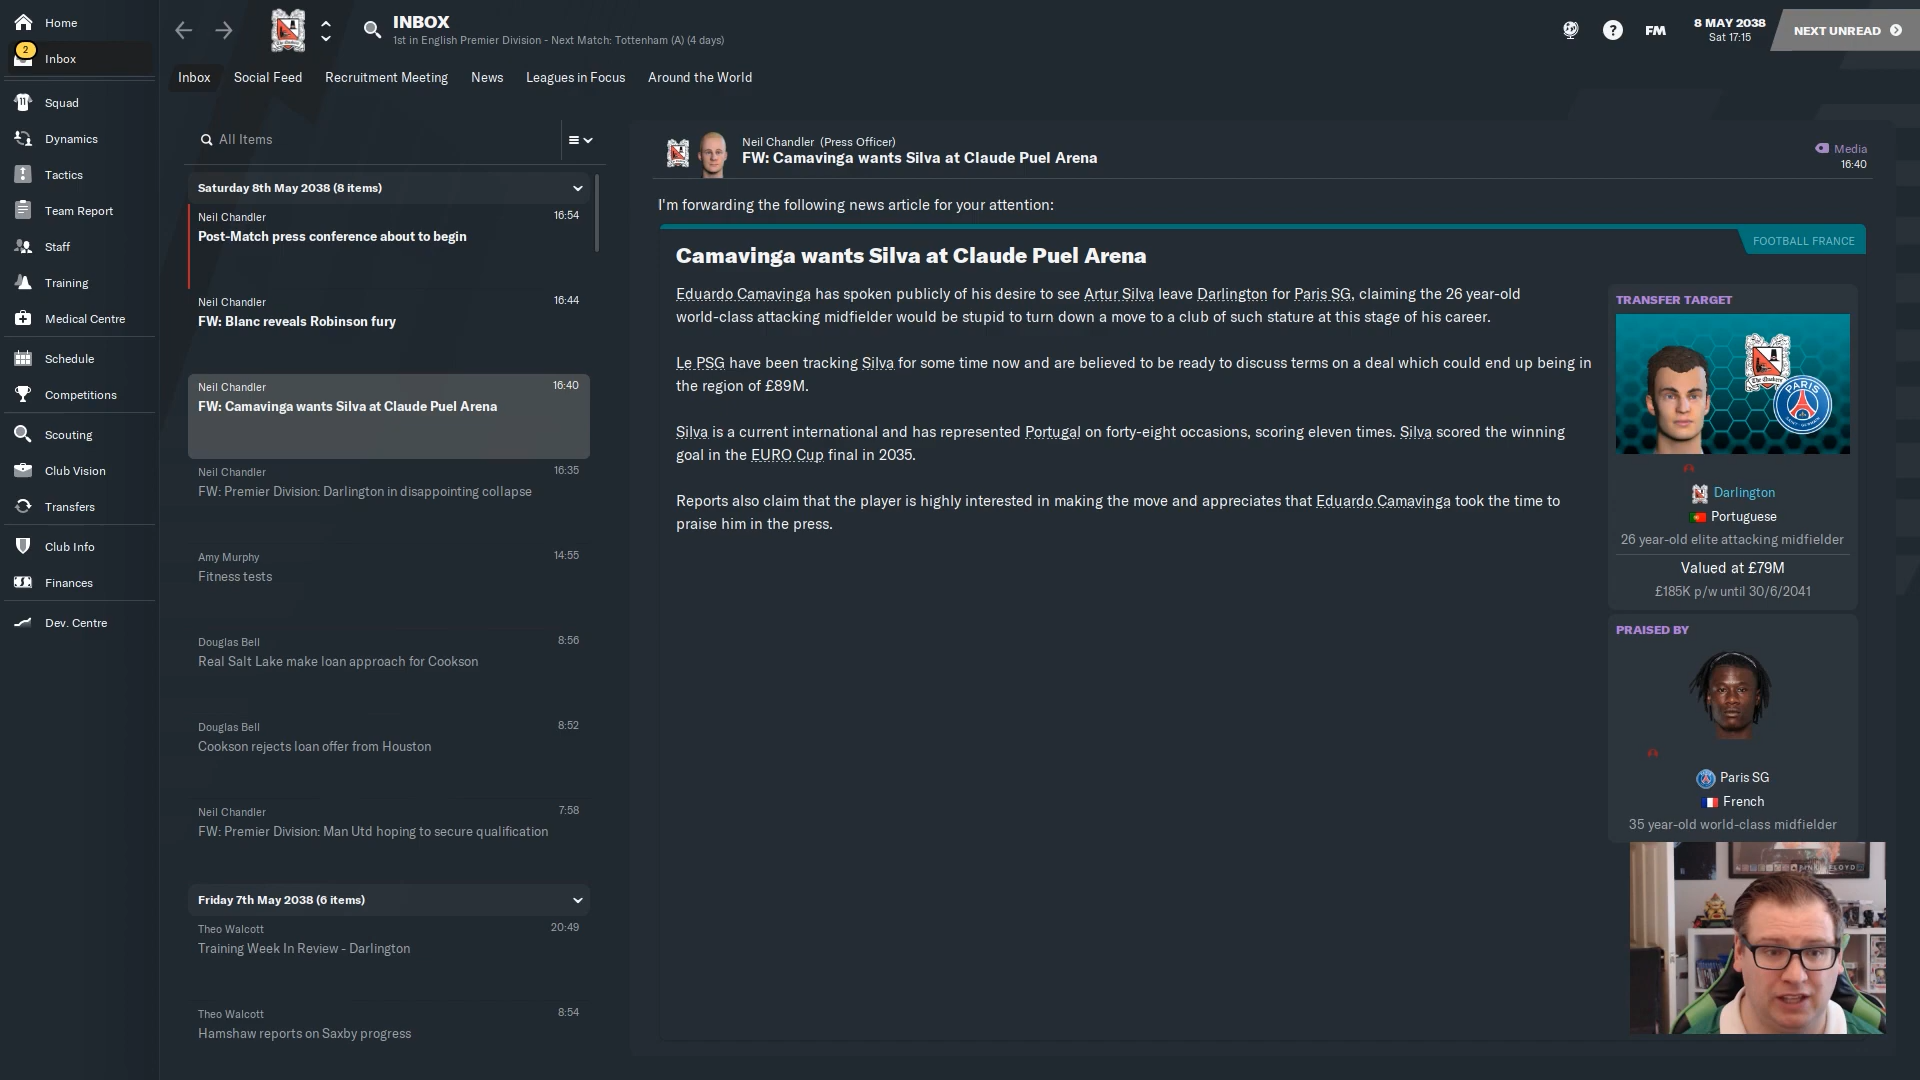 Home
2
Inbox
Squad
Dynamics
Tactics
Team Report
Staff
Training
Medical Centre
Schedule
Competitions
Scouting
Club Vision
Transfers
Club Info
Finances
Dev. Centre
INBOX
1st in English Premier Division - Next Match: Tottenham (A) (4 days)
FM
8 MAY 2038
Sat 17:15
NEXT UNREAD
Inbox
Social Feed
Recruitment Meeting
News
Leagues in Focus
Around the World
All Items
Saturday 8th May 2038 (8 items)
Neil Chandler 16:54
Post-Match press conference about to begin
Neil Chandler 16:44
FW: Blanc reveals Robinson fury
Neil Chandler 16:40
FW: Camavinga wants Silva at Claude Puel Arena
Neil Chandler 16:35
FW: Premier Division: Darlington in disappointing collapse
Amy Murphy 14:55
Fitness tests
Douglas Bell 8:56
Real Salt Lake make loan approach for Cookson
Douglas Bell 8:52
Cookson rejects loan offer from Houston
Neil Chandler 7:58
FW: Premier Division: Man Utd hoping to secure qualification
Friday 7th May 2038 (6 items)
Theo Walcott 20:49
Training Week In Review - Darlington
Theo Walcott 8:54
Hamshaw reports on Saxby progress
Neil Chandler (Press Officer)
FW: Camavinga wants Silva at Claude Puel Arena
Media
16:40
I'm forwarding the following news article for your attention:
FOOTBALL FRANCE
Camavinga wants Silva at Claude Puel Arena
Eduardo Camavinga has spoken publicly of his desire to see Artur Silva leave Darlington for Paris SG, claiming the 26 year-old
world-class attacking midfielder would be stupid to turn down a move to a club of such stature at this stage of his career.
Le PSG have been tracking Silva for some time now and are believed to be ready to discuss terms on a deal which could end up being in
the region of £89M.
Silva is a current international and has represented Portugal on forty-eight occasions, scoring eleven times. Silva scored the winning
goal in the EURO Cup final in 2035.
Reports also claim that the player is highly interested in making the move and appreciates that Eduardo Camavinga took the time to
praise him in the press.
TRANSFER TARGET
The Quakers
PARIS
Darlington
Portuguese
26 year-old elite attacking midfielder
Valued at £79M
£185K p/w until 30/6/2041
PRAISED BY
Paris SG
French
35 year-old world-class midfielder